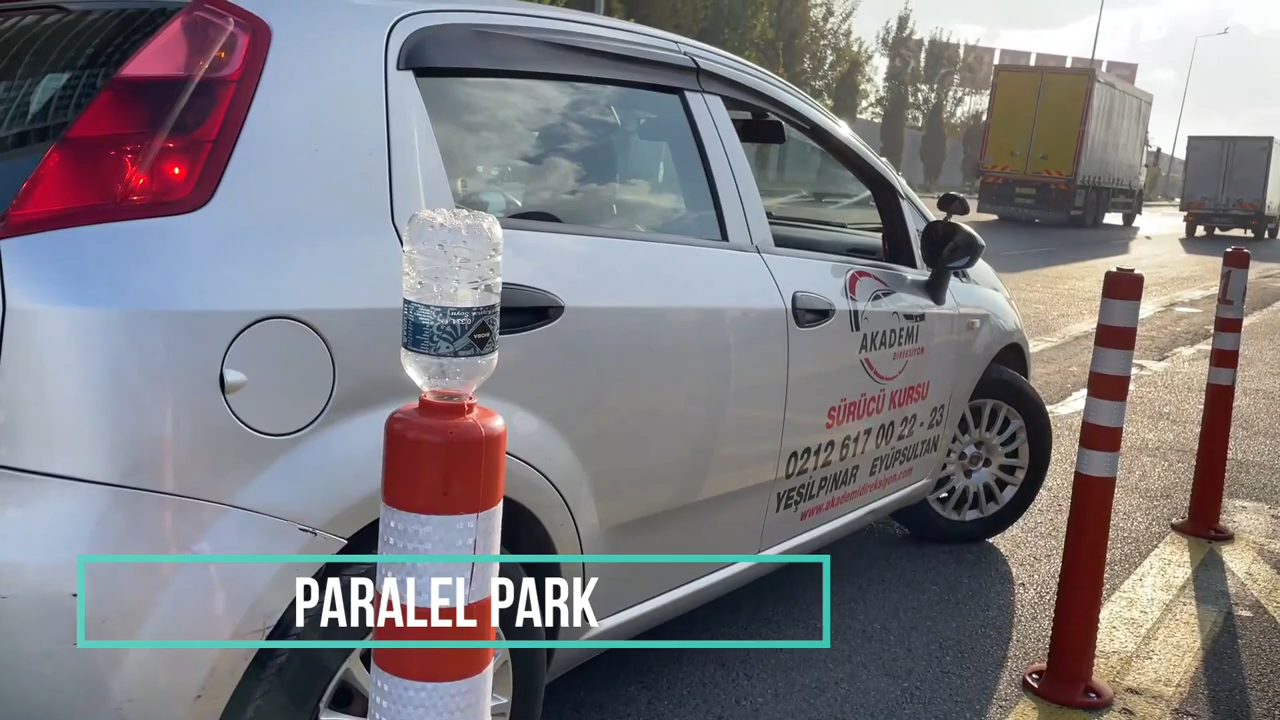 AKADEMİ
DİREKSİYON
SÜRÜCÜ KURSU
0212 617 00 22 - 23
YEŞİLPINAR EYÜPSULTAN
www.akademidireksiyon.com
1
PARALEL PARK